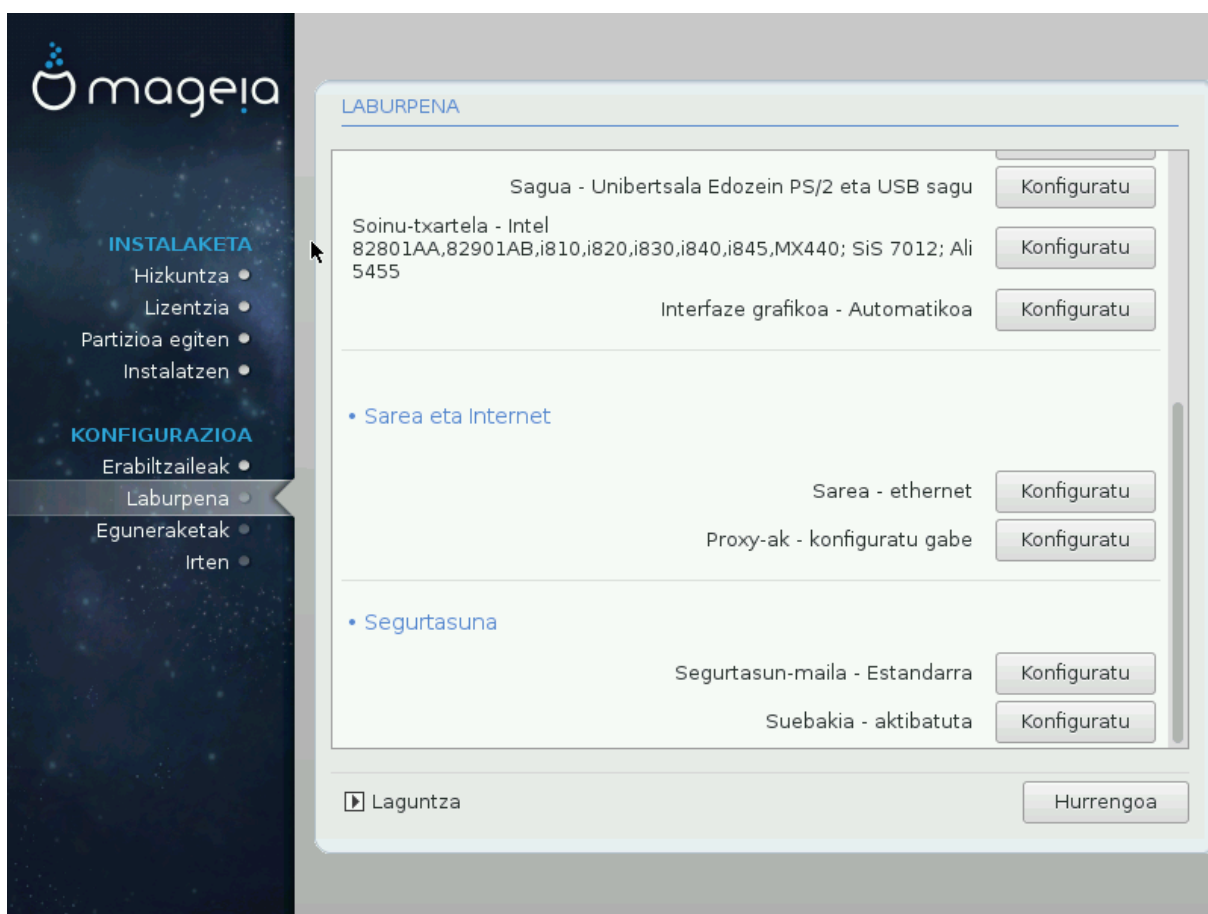 mageia
INSTALAKETA
Hizkuntza
Lizentzia
Partizioa egiten
Instalatzen
KONFIGURAZIOA
Erabiltzaileak
Laburpena
Eguneraketak
Irten
LABURPENA
Sagua - Unibertsala Edozein PS/2 eta USB sagu
Konfiguratu
Soinu-txartela - Intel
82801AA,82901AB,i810,i820,i830,i840,i845,MX440; SiS 7012; Ali
5455
Konfiguratu
Interfaze grafikoa - Automatikoa
Konfiguratu
• Sarea eta Internet
Sarea - ethernet
Konfiguratu
Proxy-ak - konfiguratu gabe
Konfiguratu
• Segurtasuna
Segurtasun-maila - Estandarra
Konfiguratu
Suebakia - aktibatuta
Konfiguratu
Laguntza
Hurrengoa